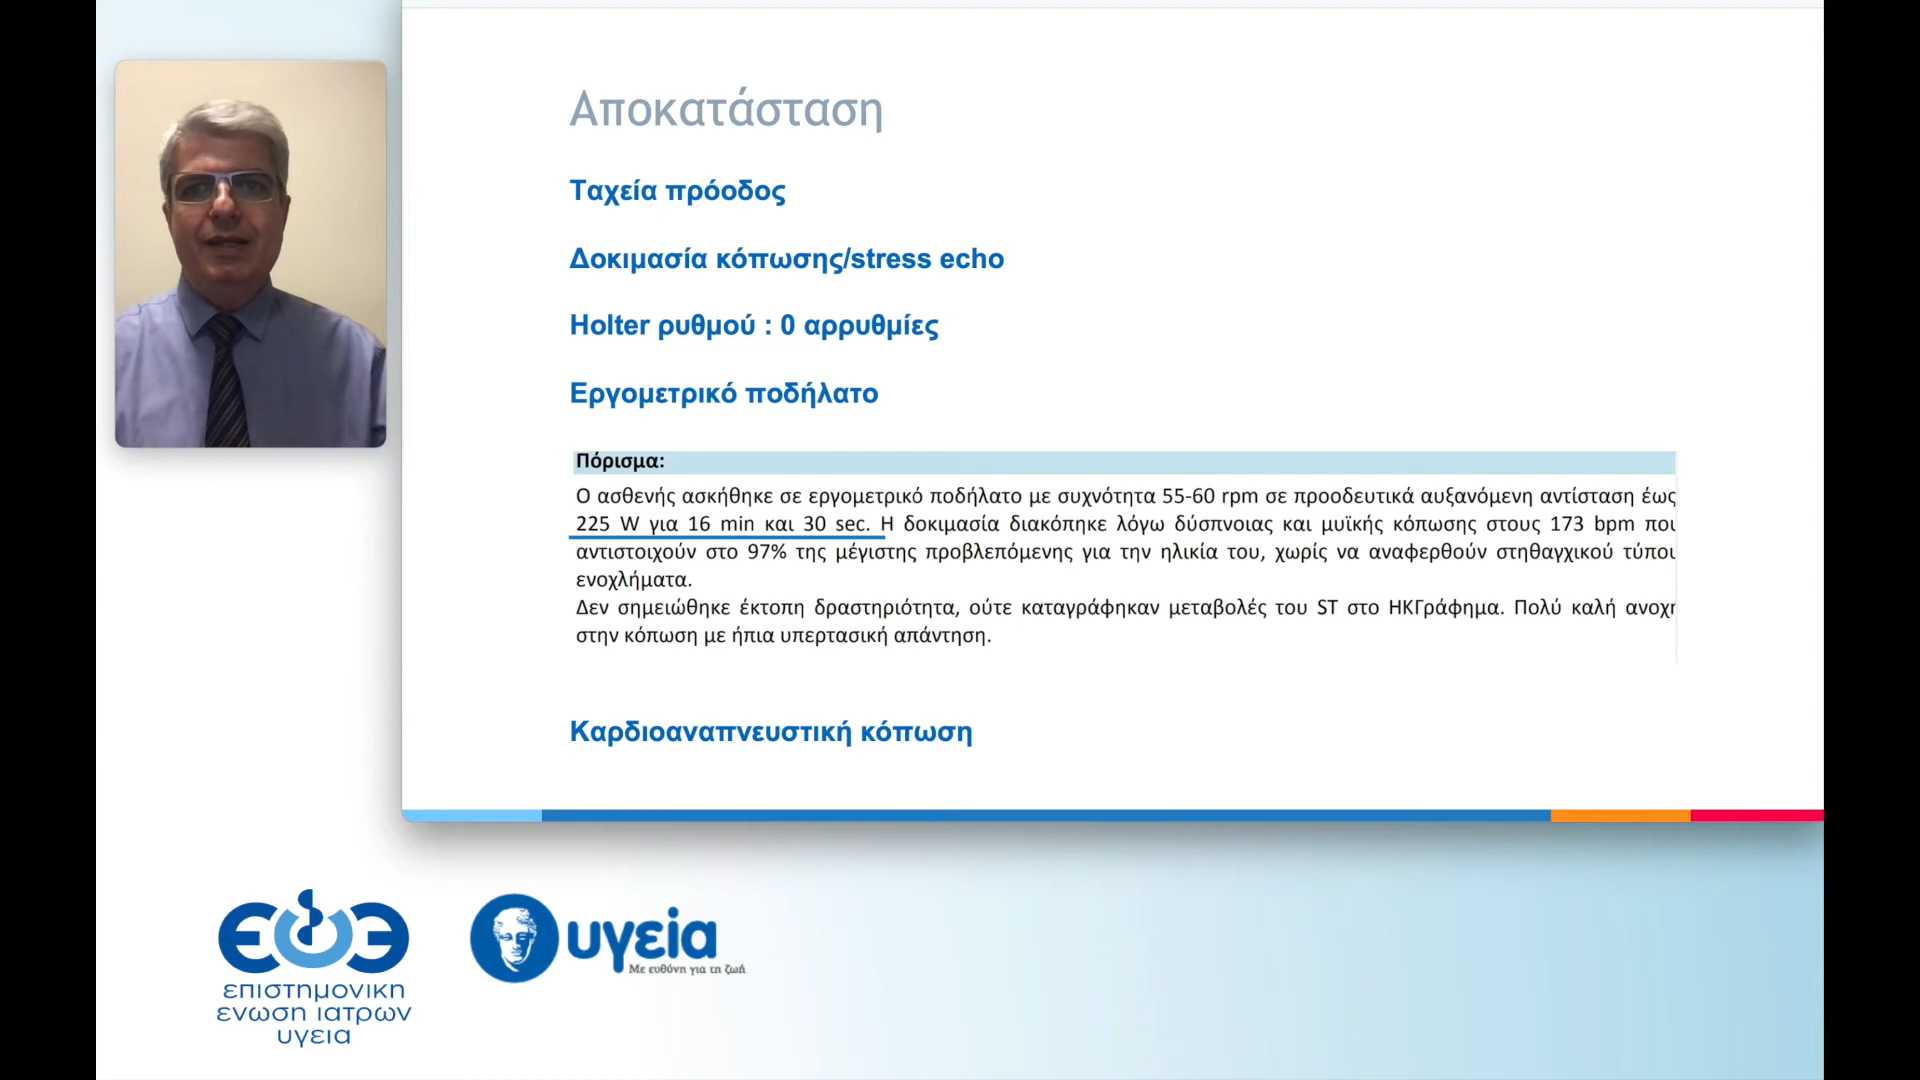 Αποκατάσταση
Ταχεία πρόοδος
Δοκιμασία κόπωσης/stress echo
Holter ρυθμού : 0 αρρυθμίες
Εργομετρικό ποδήλατο
Πόρισμα:
Ο ασθενής ασκήθηκε σε εργομετρικό ποδήλατο με συχνότητα 55-60 rpm σε προοδευτικά αυξανόμενη αντίσταση έως
225 W για 16 min και 30 sec. Η δοκιμασία διακόπηκε λόγω δύσπνοιας και μυϊκής κόπωσης στους 173 bpm που
αντιστοιχούν στο 97% της μέγιστης προβλεπόμενης για την ηλικία του, χωρίς να αναφερθούν στηθαγχικού τύπου
ενοχλήματα.
Δεν σημειώθηκε έκτοπη δραστηριότητα, ούτε καταγράφηκαν μεταβολές του ST στο ΗΚΓράφημα. Πολύ καλή ανοχή
στην κόπωση με ήπια υπερτασική απάντηση.
Καρδιοαναπνευστική κόπωση
επιστημονικη
ενωση ιατρων
υγεια
υγεία
Με ευθύνη για τη ζωή